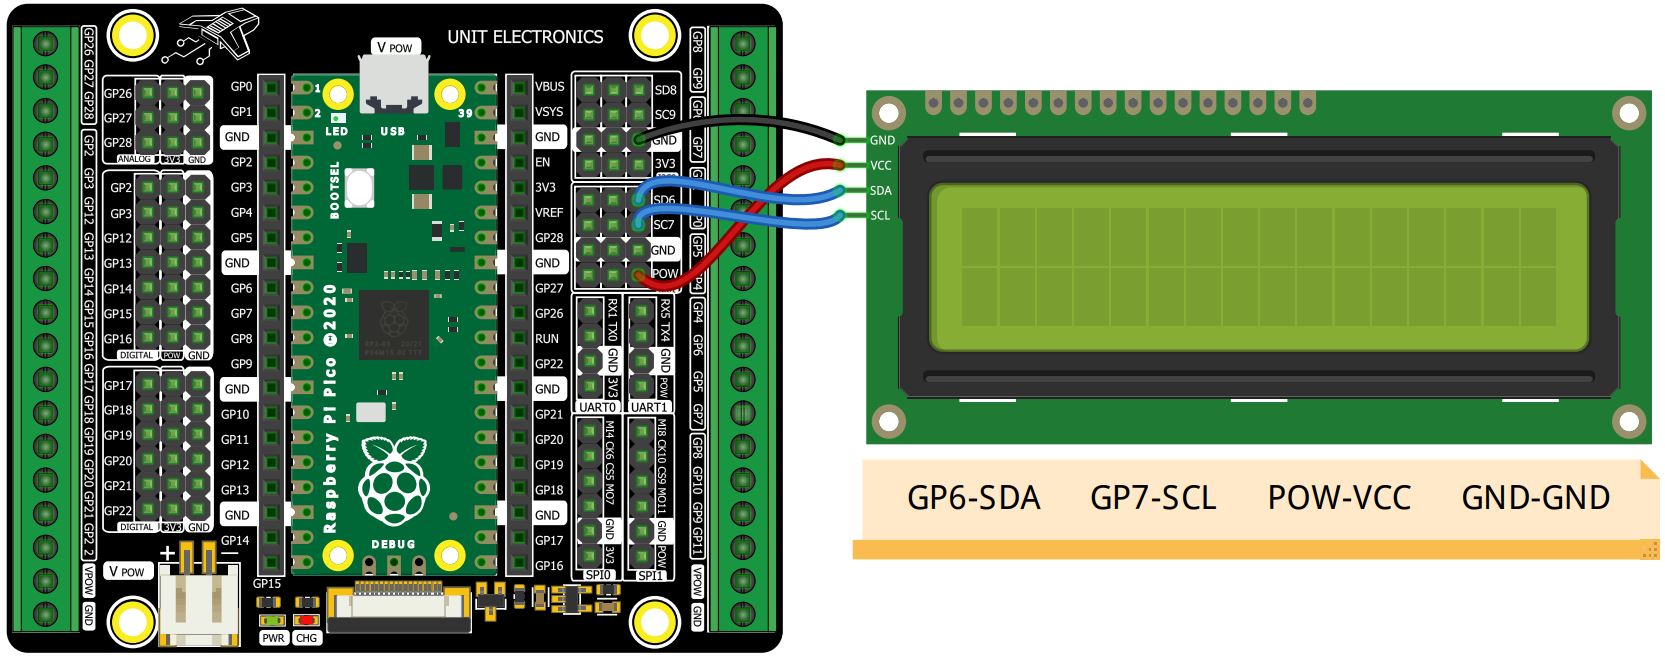 UNIT ELECTRONICS
V POW
GP26
GP27
GP28
ANALOG 3V3 GND
GP2
GP3
GP12
GP13
GP14
GP15
GP16
DIGITAL POW GND
GP17
GP18
GP19
GP20
GP21
GP22
DIGITAL 3V3 GND
+ −
V POW
GP0
GP1
GND
GP2
GP3
GP4
GP5
GND
GP6
GP7
GP8
GP9
GND
GP10
GP11
GP12
GP13
GND
GP14
GP15
PWR CHG
1
2
39
LED USB
BOOTSEL
Raspberry Pi Pico ©2020
DEBUG
VBUS
VSYS
GND
EN
3V3
VREF
GP28
GND
GP27
GP26
RUN
GP22
GND
GP21
GP20
GP19
GP18
GND
GP17
GP16
SD8
SC9
GND
3V3
SD6
SC7
GND
POW
RX1 TX0 GND 3V3
UART0
RX5 TX4 GND POW
UART1
MI4 CK6 CS5 MO7 GND 3V3
SPI0
MI8 CK10 CS9 MO11 GND POW
SPI1
GP26 GP27 GP28
GP2 GP3 GP12 GP13 GP14 GP15 GP16 GP17 GP18 GP19 GP20 GP21 GP2 2
VPOW
GND
GP8 GP9
GP7
GP5 GP4
GP4 GP6 GP5 GP7
GP8 GP10 GP9 GP11
VPOW
GND
GND
VCC
SDA
SCL
GP6-SDA GP7-SCL POW-VCC GND-GND